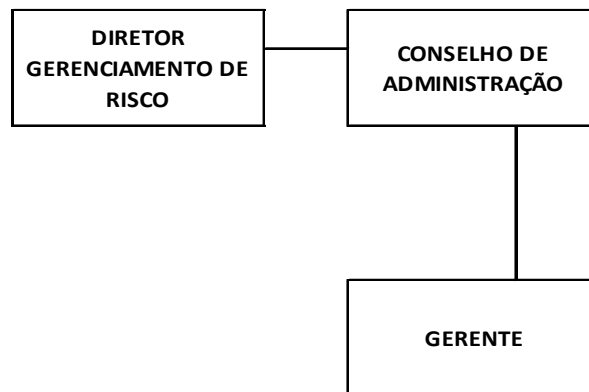 DIRETOR
GERENCIAMENTO DE
RISCO
CONSELHO DE
ADMINISTRAÇÃO
GERENTE